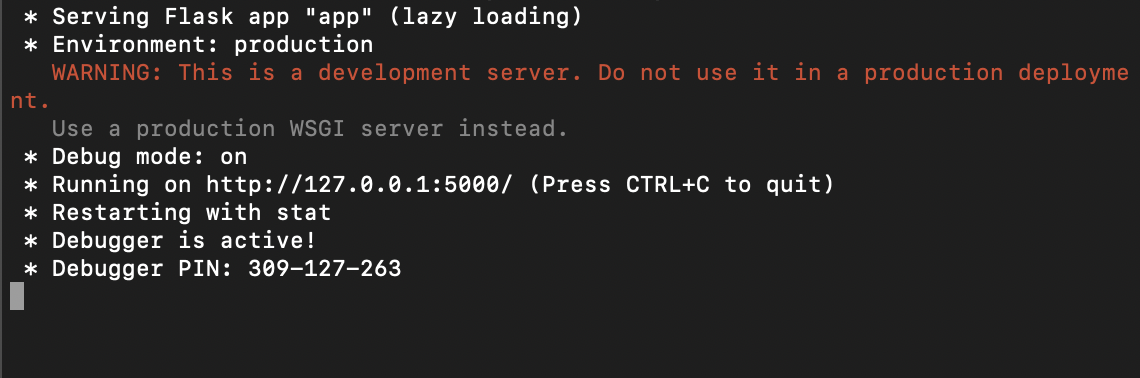 * Serving Flask app "app" (lazy loading)
* Environment: production
WARNING: This is a development server. Do not use it in a production deployme
nt.
Use a production WSGI server instead.
* Debug mode: on
* Running on http://127.0.0.1:5000/ (Press CTRL+C to quit)
* Restarting with stat
* Debugger is active!
* Debugger PIN: 309-127-263